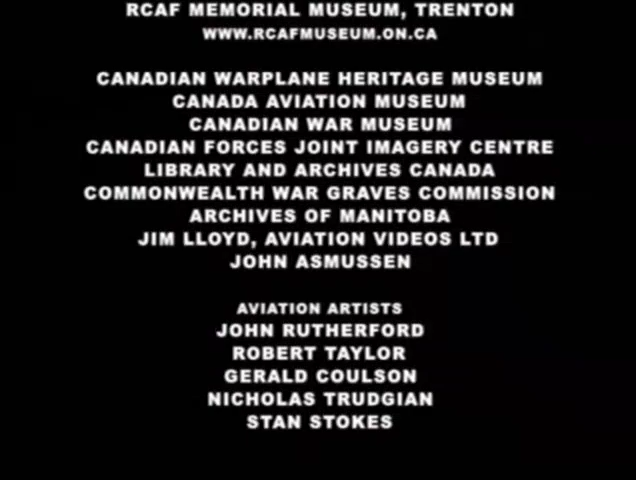 RCAF MEMORIAL MUSEUM, TRENTON
WWW.RCAFMUSEUM.ON.CA
CANADIAN WARPLANE HERITAGE MUSEUM
CANADA AVIATION MUSEUM
CANADIAN WAR MUSEUM
CANADIAN FORCES JOINT IMAGERY CENTRE
LIBRARY AND ARCHIVES CANADA
COMMONWEALTH WAR GRAVES COMMISSION
ARCHIVES OF MANITOBA
JIM LLOYD, AVIATION VIDEOS LTD
JOHN ASMUSSEN
AVIATION ARTISTS
JOHN RUTHERFORD
ROBERT TAYLOR
GERALD COULSON
NICHOLAS TRUDGIAN
STAN STOKES